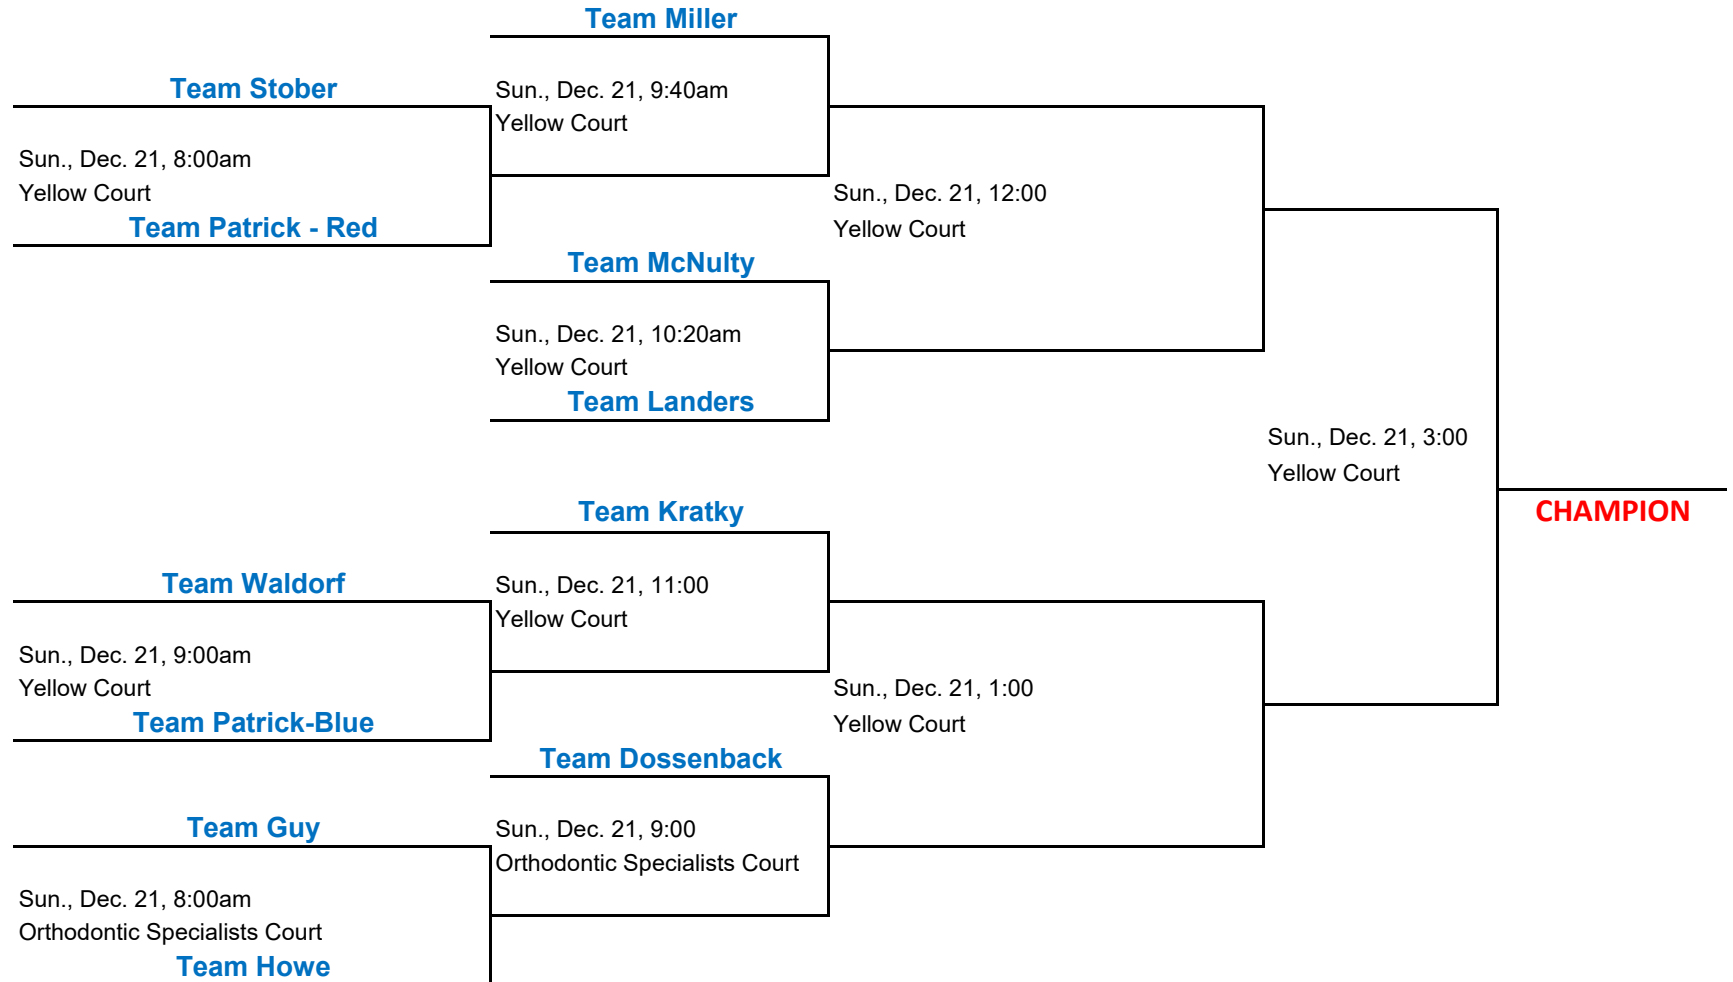 Team Miller
Team Stober
Sun., Dec. 21, 9:40am
Yellow Court
Sun., Dec. 21, 8:00am
Yellow Court
Sun., Dec. 21, 12:00
Team Patrick - Red
Yellow Court
Team McNulty
Sun., Dec. 21, 10:20am
Yellow Court
Team Landers
Sun., Dec. 21, 3:00
Yellow Court
Team Kratky
CHAMPION
Team Waldorf
Sun., Dec. 21, 11:00
Yellow Court
Sun., Dec. 21, 9:00am
Yellow Court
Sun., Dec. 21, 1:00
Team Patrick-Blue
Yellow Court
Team Dossenback
Team Guy
Sun., Dec. 21, 9:00
Orthodontic Specialists Court
Sun., Dec. 21, 8:00am
Orthodontic Specialists Court
Team Howe